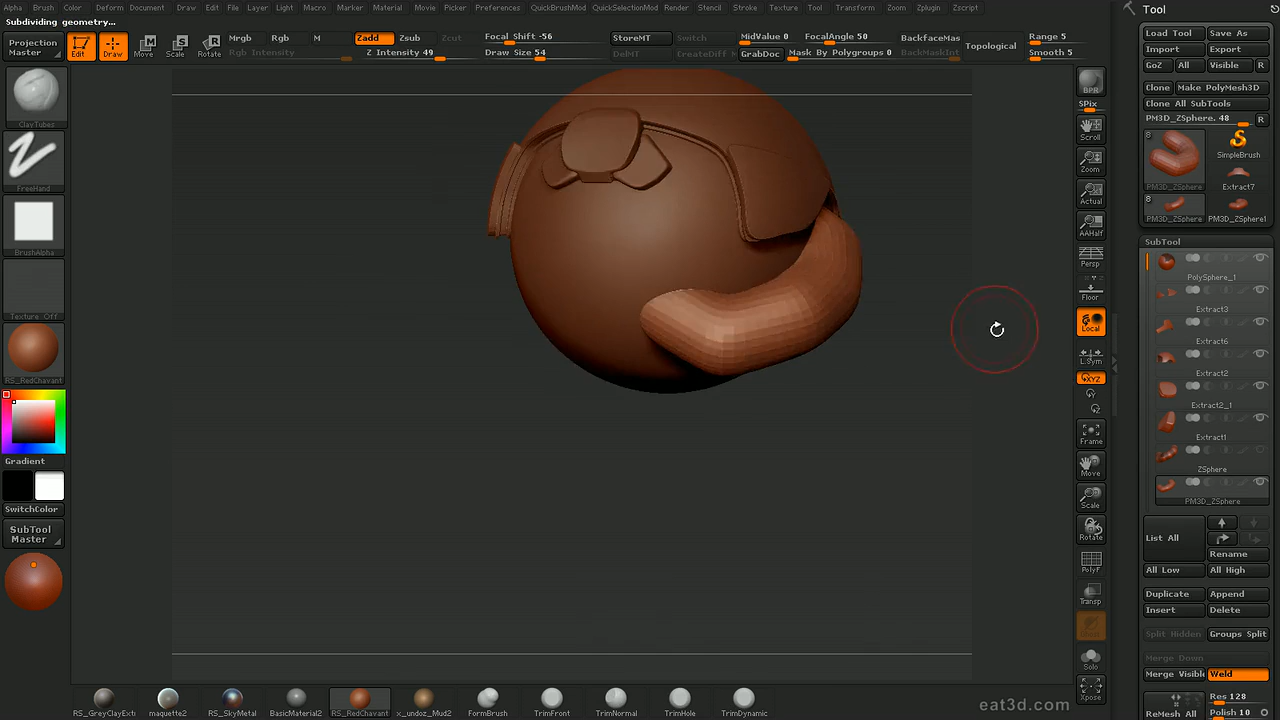 Alpha Brush Color Deform Document Draw Edit File Layer Light Macro Marker Material Movie Picker Preferences QuickBrushMod QuickSelectionMod Render Stencil Stroke Texture Tool Transform Zoom Zplugin Zscript
Subdividing geometry...
Projection Master
Edit
Draw
Move
Scale
Rotate
Mrgb Rgb M
Rgb Intensity
Zadd Zsub
Z Intensity 49
Focal Shift -56
Draw Size 54
StoreMT Switch
DelMT CreateDiff
MidValue 0 FocalAngle 50 BackfaceMas
GrabDoc Mask By Polygroups 0 BackMaskInt
Topological
Range 5
Smooth 5
ClayTubes
FreeHand
BrushAlpha
Texture Off
RS_RedChavant
Gradient
SwitchColor
SubTool
Master
BPR
SPix
Scroll
Zoom
Actual
AAHalf
Persp
Floor
Local
L.Sym
XYZ
Frame
Move
Scale
Rotate
PolyF
Transp
Ghost
Solo
Xpose
Tool
Load Tool Save As
Import Export
GoZ All Visible R
Clone Make PolyMesh3D
Clone All SubTools
PM3D_ZSphere. 48 R
8
PM3D_ZSphere
SimpleBrush
Extract7
8
PM3D_ZSphere
PM3D_ZSphere1
SubTool
PolySphere_1
Extract3
Extract6
Extract2
Extract2_1
Extract1
ZSphere
PM3D_ZSphere
List All
Rename
All Low All High
Duplicate Append
Insert Delete
Split Hidden Groups Split
Merge Down
Merge Visible Weld
ReMesh All
Res 128
Polish 10
RS_GreyClayExt maquette2 RS_SkyMetal BasicMaterial2 RS_RedChavant x_undoz_Mud2 FormBrush TrimFront TrimNormal TrimHole TrimDynamic
eat3d.com